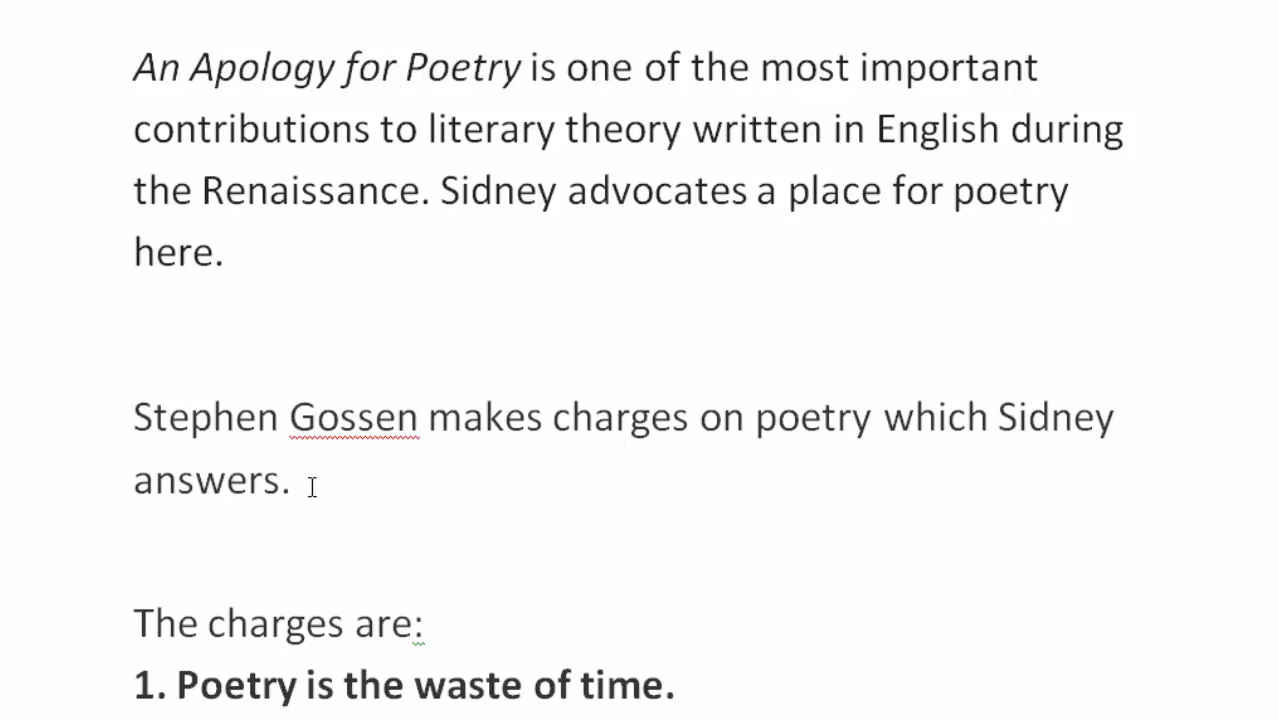 An Apology for Poetry is one of the most important
contributions to literary theory written in English during
the Renaissance. Sidney advocates a place for poetry
here.
Stephen Gossen makes charges on poetry which Sidney
answers.
The charges are:
1. Poetry is the waste of time.